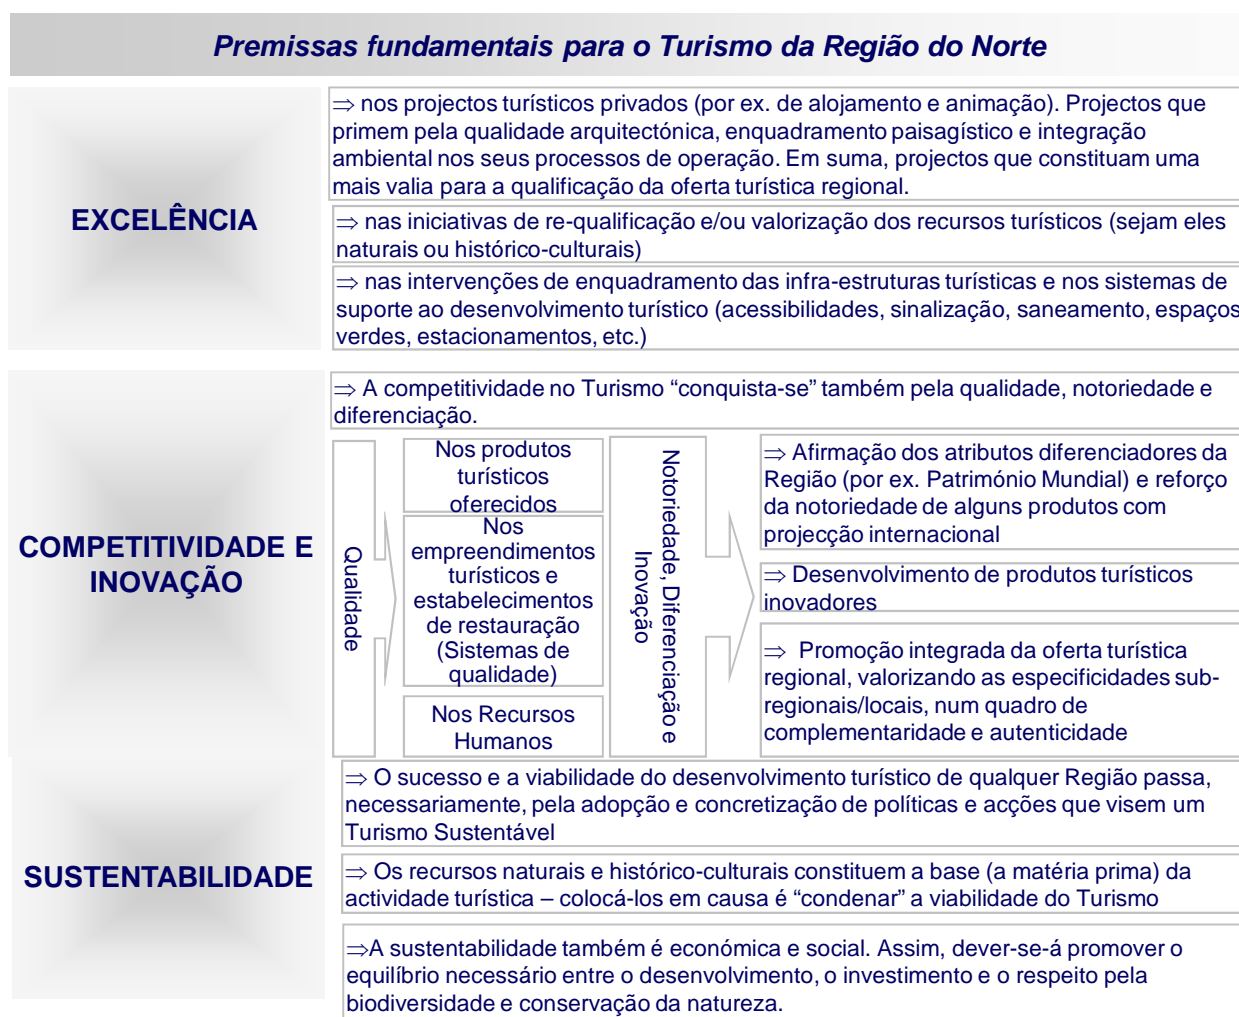 Premissas fundamentais para o Turismo da Região do Norte
EXCELÊNCIA
⇒ nos projectos turísticos privados (por ex. de alojamento e animação). Projectos que
primem pela qualidade arquitectónica, enquadramento paisagístico e integração
ambiental nos seus processos de operação. Em suma, projectos que constituam uma
mais valia para a qualificação da oferta turística regional.
⇒ nas iniciativas de re-qualificação e/ou valorização dos recursos turísticos (sejam eles
naturais ou histórico-culturais)
⇒ nas intervenções de enquadramento das infra-estruturas turísticas e nos sistemas de
suporte ao desenvolvimento turístico (acessibilidades, sinalização, saneamento, espaços
verdes, estacionamentos, etc.)
COMPETITIVIDADE E
INOVAÇÃO
⇒ A competitividade no Turismo “conquista-se” também pela qualidade, notoriedade e
diferenciação.
Qualidade
Nos produtos
turísticos
oferecidos
Nos
empreendimentos
turísticos e
estabelecimentos
de restauração
(Sistemas de
qualidade)
Nos Recursos
Humanos
Notoriedade, Diferenciação e
Inovação
⇒ Afirmação dos atributos diferenciadores da
Região (por ex. Património Mundial) e reforço
da notoriedade de alguns produtos com
projecção internacional
⇒ Desenvolvimento de produtos turísticos
inovadores
⇒ Promoção integrada da oferta turística
regional, valorizando as especificidades sub-
regionais/locais, num quadro de
complementaridade e autenticidade
SUSTENTABILIDADE
⇒ O sucesso e a viabilidade do desenvolvimento turístico de qualquer Região passa,
necessariamente, pela adopção e concretização de políticas e acções que visem um
Turismo Sustentável
⇒ Os recursos naturais e histórico-culturais constituem a base (a matéria prima) da
actividade turística – colocá-los em causa é “condenar” a viabilidade do Turismo
⇒A sustentabilidade também é económica e social. Assim, dever-se-á promover o
equilíbrio necessário entre o desenvolvimento, o investimento e o respeito pela
biodiversidade e conservação da natureza.